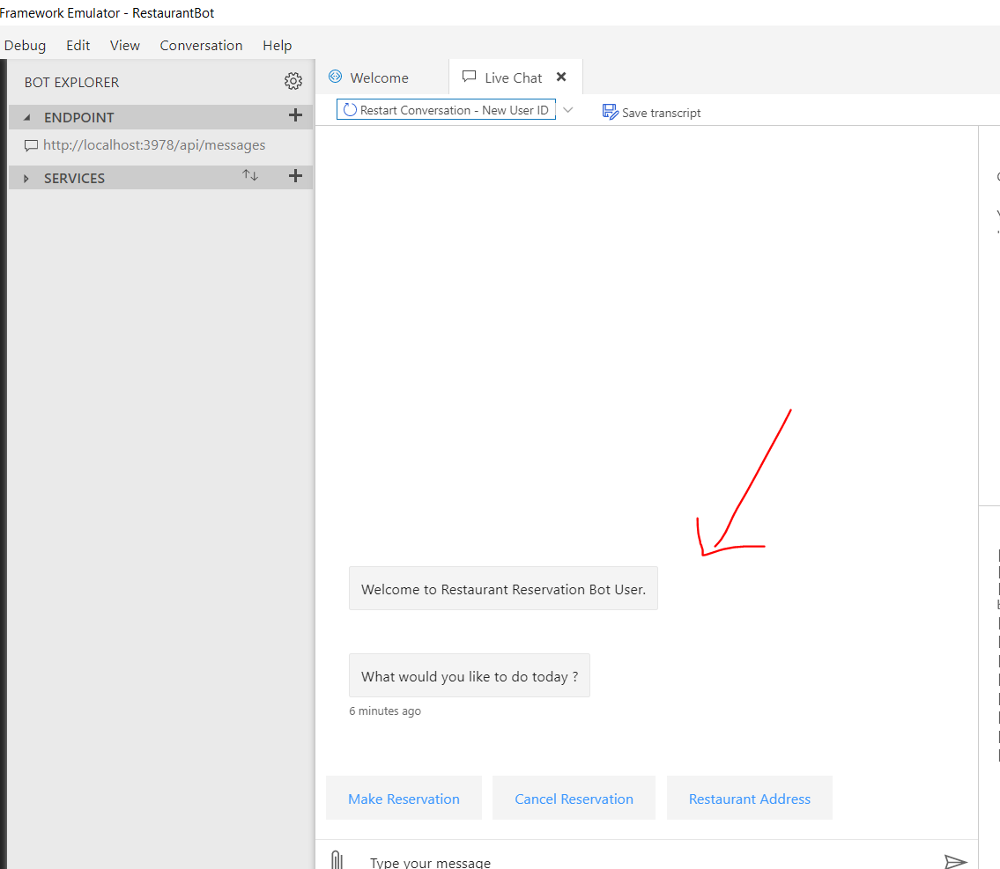 Framework Emulator - RestaurantBot
Debug Edit View Conversation Help
BOT EXPLORER
ENDPOINT
http://localhost:3978/api/messages
SERVICES
Welcome
Live Chat
Restart Conversation - New User ID
Save transcript
Welcome to Restaurant Reservation Bot User.
What would you like to do today ?
6 minutes ago
Make Reservation
Cancel Reservation
Restaurant Address
Type your message